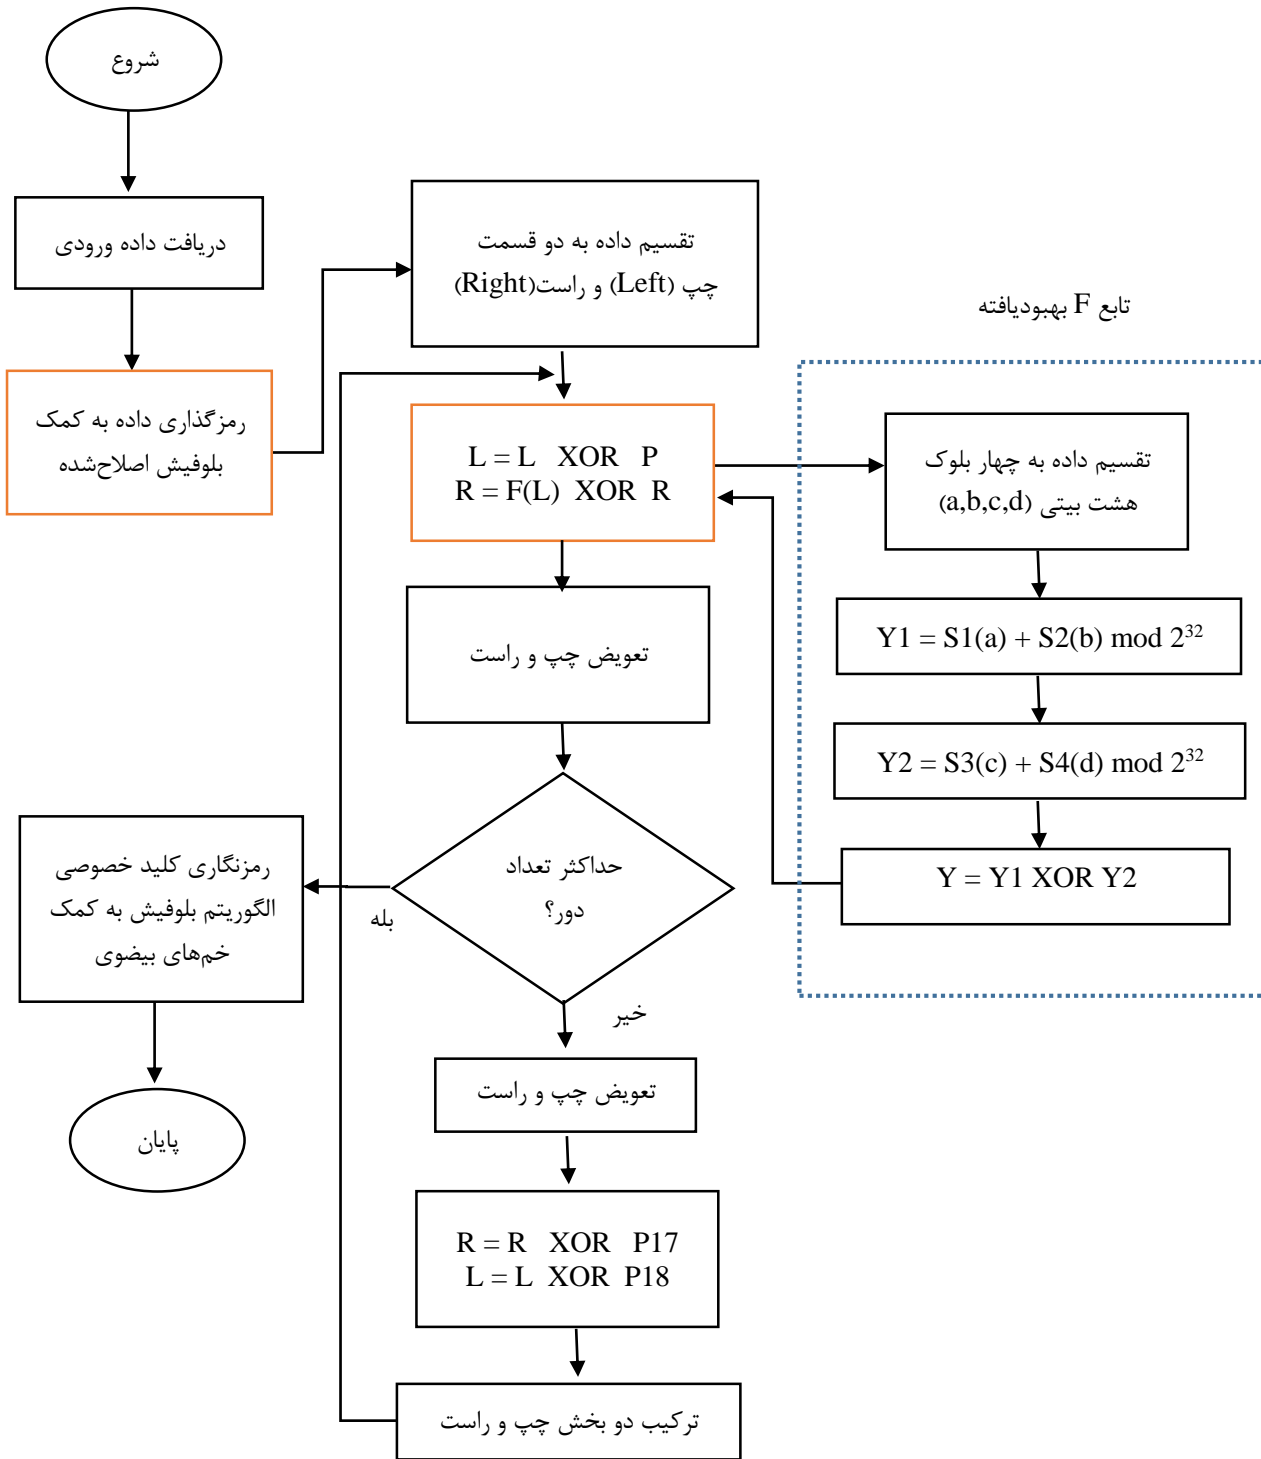 شروع
دریافت داده ورودی
رمزگذاری داده به کمک
بلوفیش اصلاح‌شده
تقسیم داده به دو قسمت
چپ (Left) و راست(Right)
L = L XOR P
R = F(L) XOR R
تعویض چپ و راست
حداکثر تعداد
دور؟
بله
خیر
رمزنگاری کلید خصوصی
الگوریتم بلوفیش به کمک
خم‌های بیضوی
پایان
تعویض چپ و راست
R = R XOR P17
L = L XOR P18
ترکیب دو بخش چپ و راست
تابع F بهبودیافته
تقسیم داده به چهار بلوک
هشت بیتی (a,b,c,d)
Y1 = S1(a) + S2(b) mod 2³²
Y2 = S3(c) + S4(d) mod 2³²
Y = Y1 XOR Y2